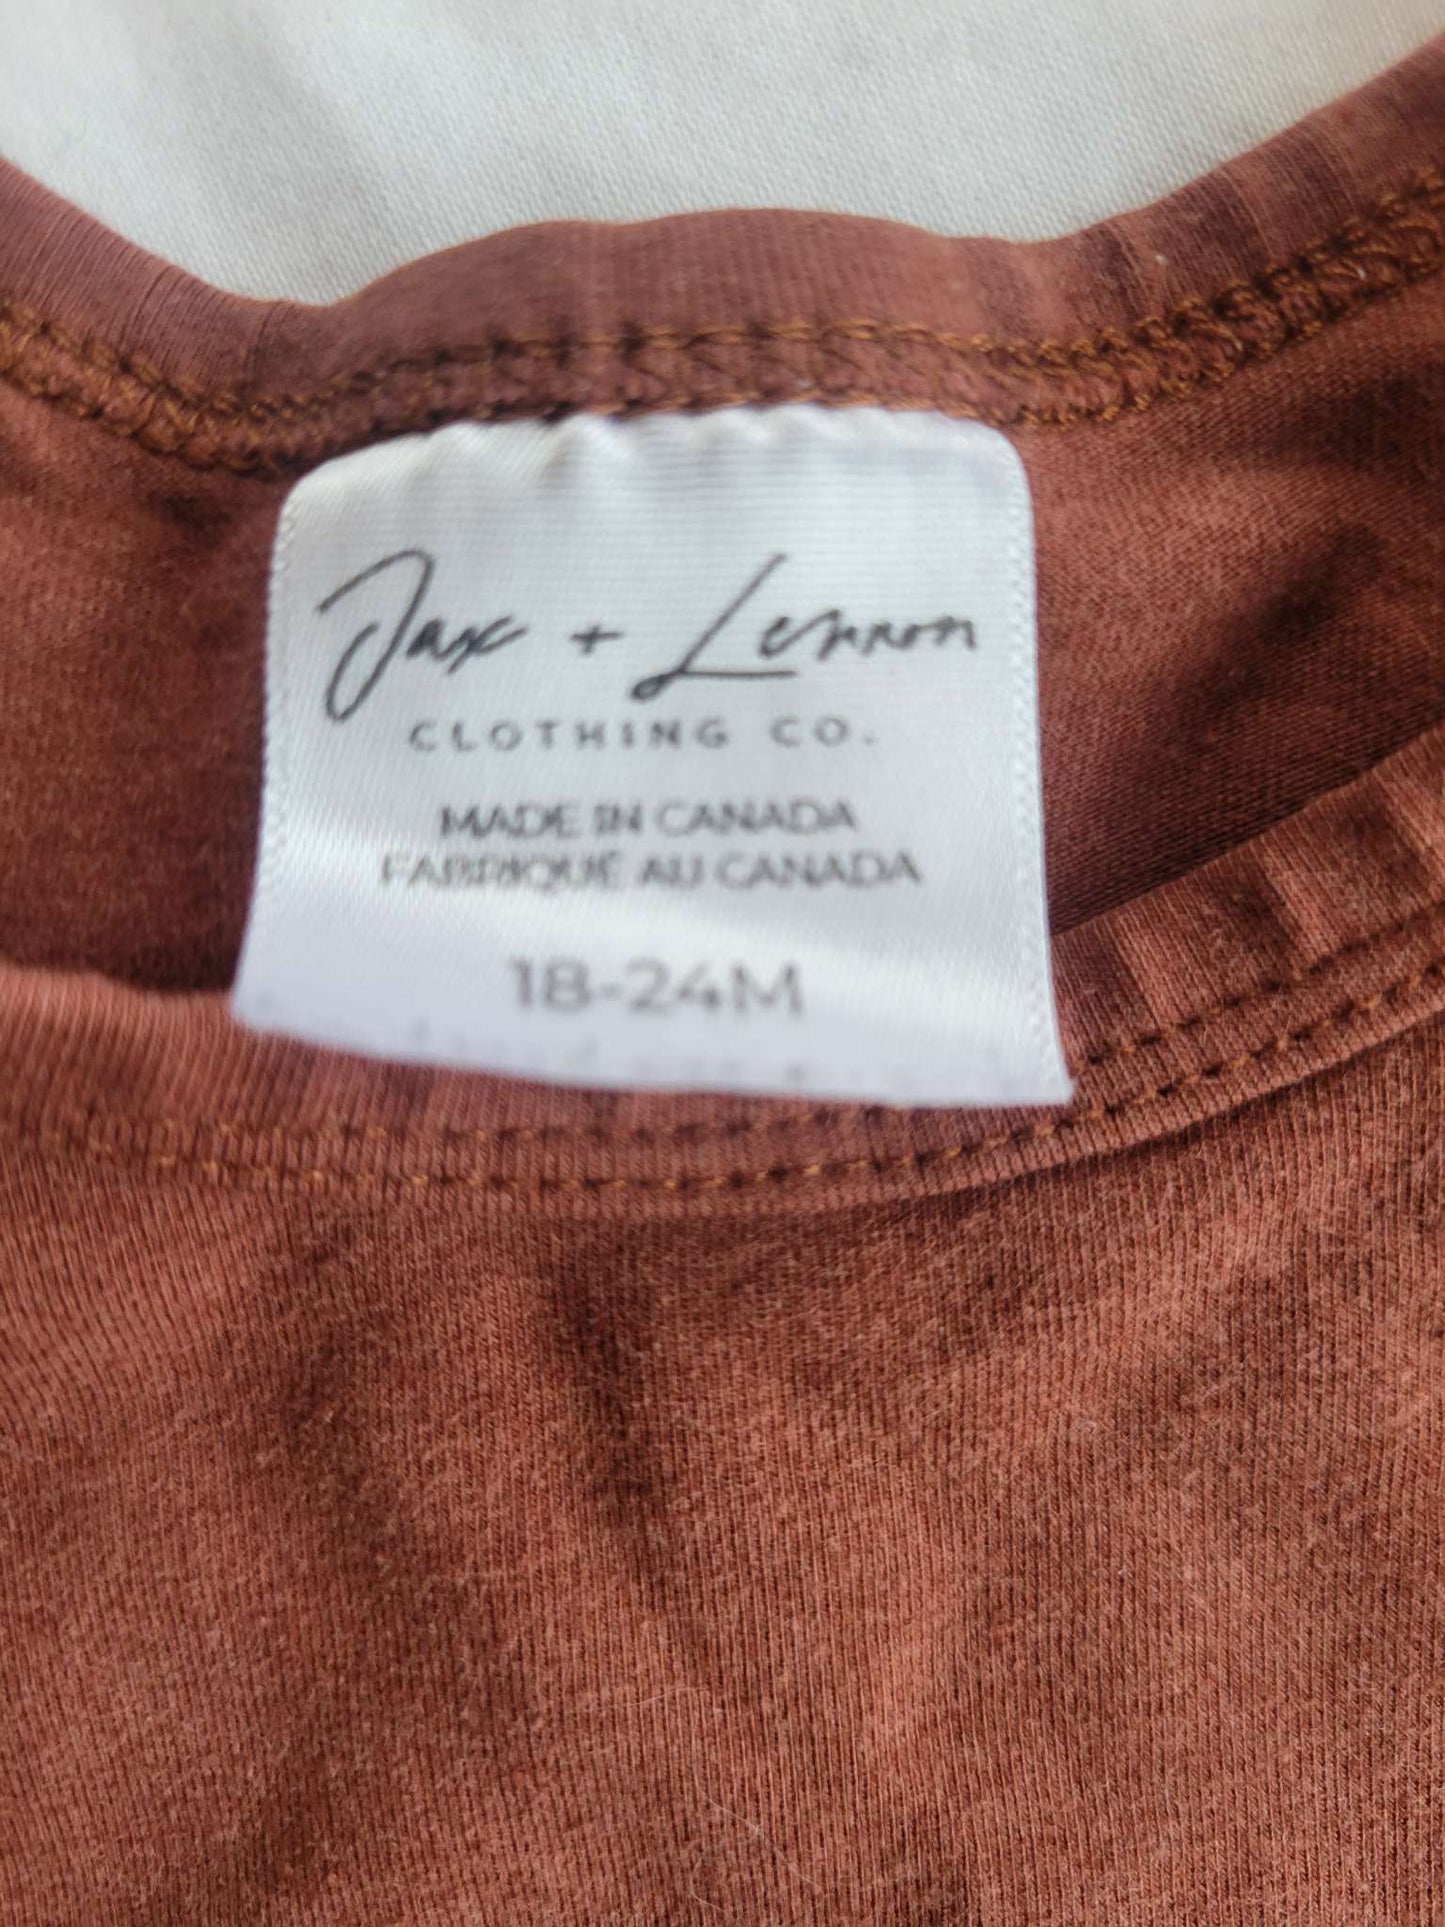 Jax + Lennon
CLOTHING CO.
MADE IN CANADA
FABRIQUÉ AU CANADA
18-24M